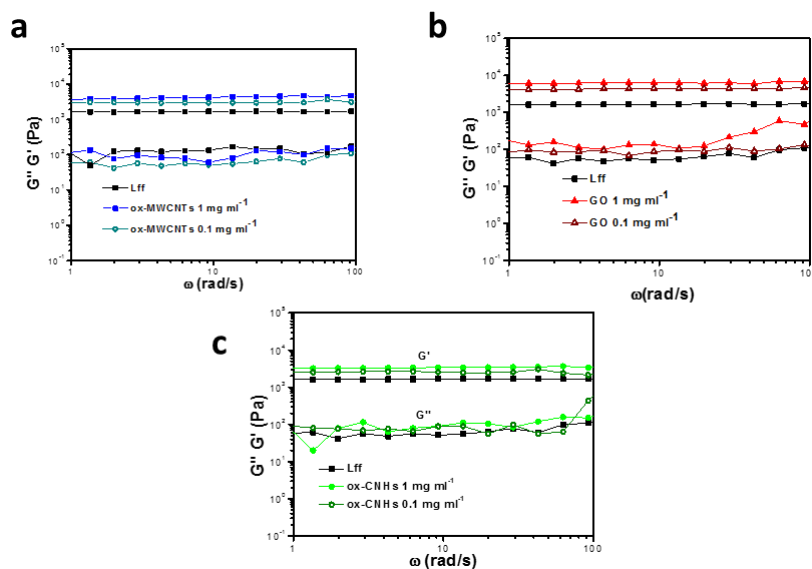 a
G'' G' (Pa)
10⁵
10⁴
10³
10²
10¹
10⁰
10⁻¹
Lff
ox-MWCNTs 1 mg ml⁻¹
ox-MWCNTs 0.1 mg ml⁻¹
1
10
100
ω (rad/s)
b
G'' G' (Pa)
10⁵
10⁴
10³
10²
10¹
10⁰
10⁻¹
Lff
GO 1 mg ml⁻¹
GO 0.1 mg ml⁻¹
1
10
10
ω(rad/s)
c
G'' G' (Pa)
10⁵
10⁴
10³
10²
10¹
10⁰
10⁻¹
G'
G''
Lff
ox-CNHs 1 mg ml⁻¹
ox-CNHs 0.1 mg ml⁻¹
1
10
100
ω (rad/s)